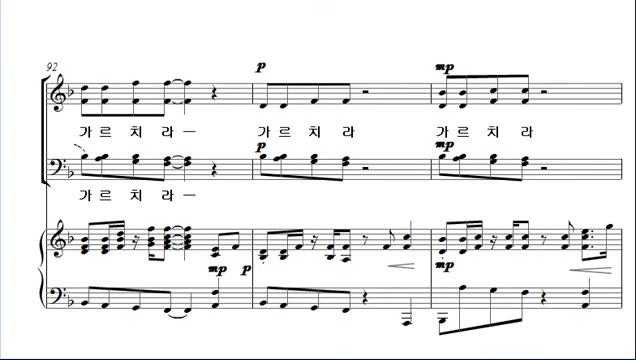 92
p mp
가 르 치 라 가 르 치 라 가 르 치 라
p mp
가 르 치 라
mp p mp